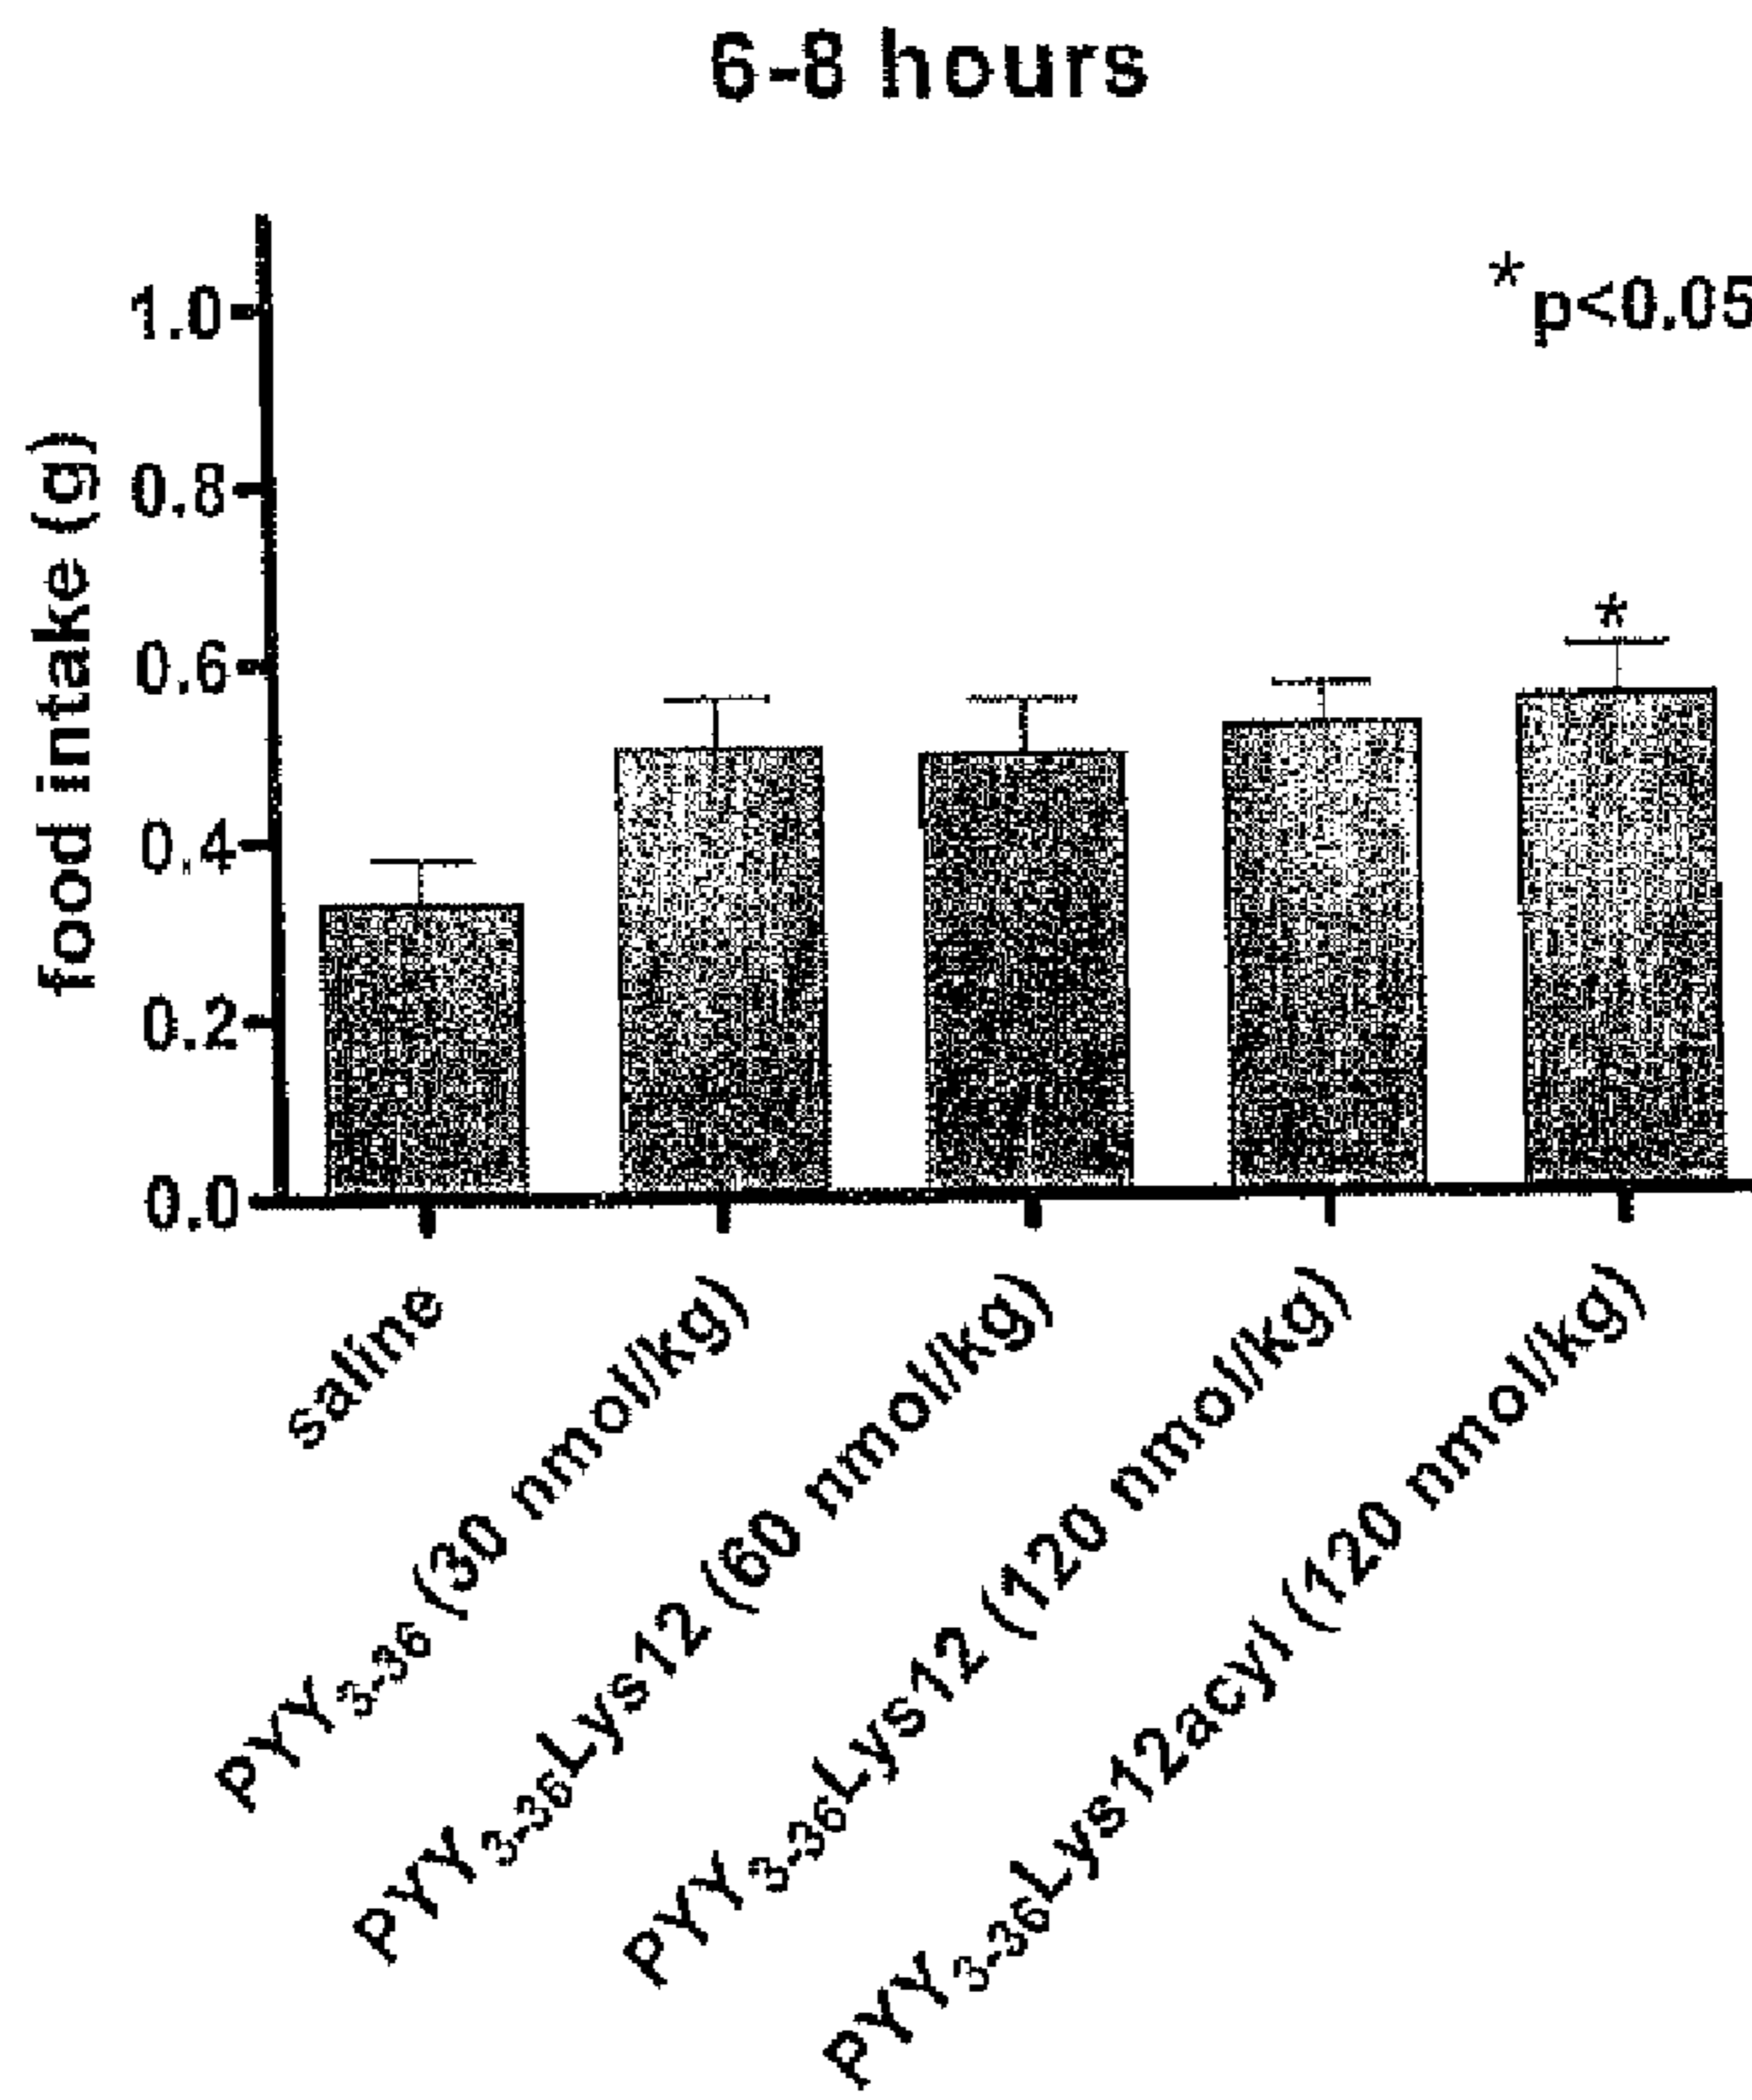 6-8 hours
* p<0.05
food intake (g)
1.0
0.8
0.6
0.4
0.2
0.0
*
saline
PYY3-36 (30 nmol/kg)
PYY3-36Lys12 (60 nmol/kg)
PYY3-36Lys12 (120 nmol/kg)
PYY3-36Lys12acyl (120 nmol/kg)